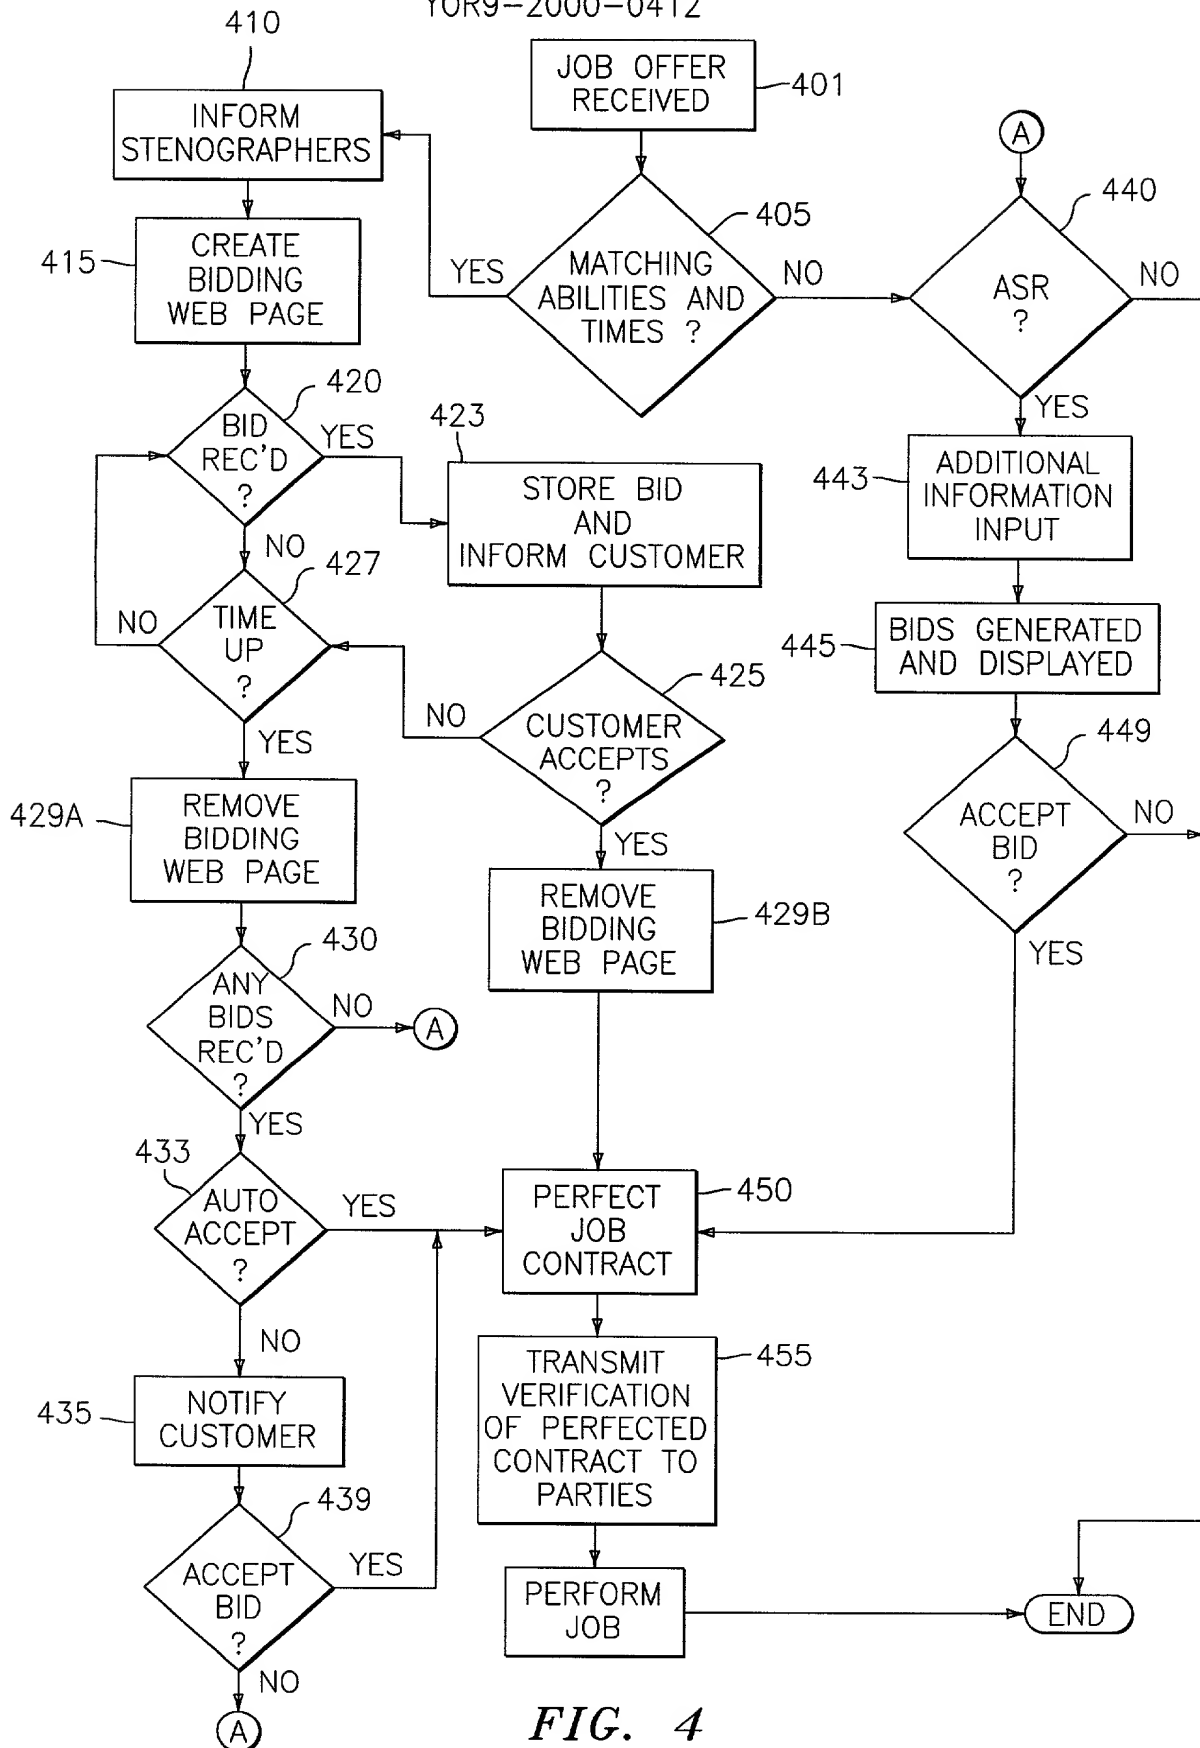 YOR9-2000-0412
410
JOB OFFER
RECEIVED
401
INFORM
STENOGRAPHERS
A
440
405
415
CREATE
BIDDING
WEB PAGE
YES
MATCHING
ABILITIES AND
TIMES ?
NO
ASR
?
NO
YES
420
BID
REC'D
?
YES
423
STORE BID
AND
INFORM CUSTOMER
443
ADDITIONAL
INFORMATION
INPUT
NO
427
TIME
UP
?
NO
445
BIDS GENERATED
AND DISPLAYED
425
NO
CUSTOMER
ACCEPTS
?
YES
449
ACCEPT
BID
?
NO
YES
429A
REMOVE
BIDDING
WEB PAGE
YES
REMOVE
BIDDING
WEB PAGE
429B
430
ANY
BIDS
REC'D
?
NO
A
YES
433
AUTO
ACCEPT
?
YES
PERFECT
JOB
CONTRACT
450
NO
435
NOTIFY
CUSTOMER
TRANSMIT
VERIFICATION
OF PERFECTED
CONTRACT TO
PARTIES
455
439
ACCEPT
BID
?
YES
PERFORM
JOB
END
NO
A
FIG. 4